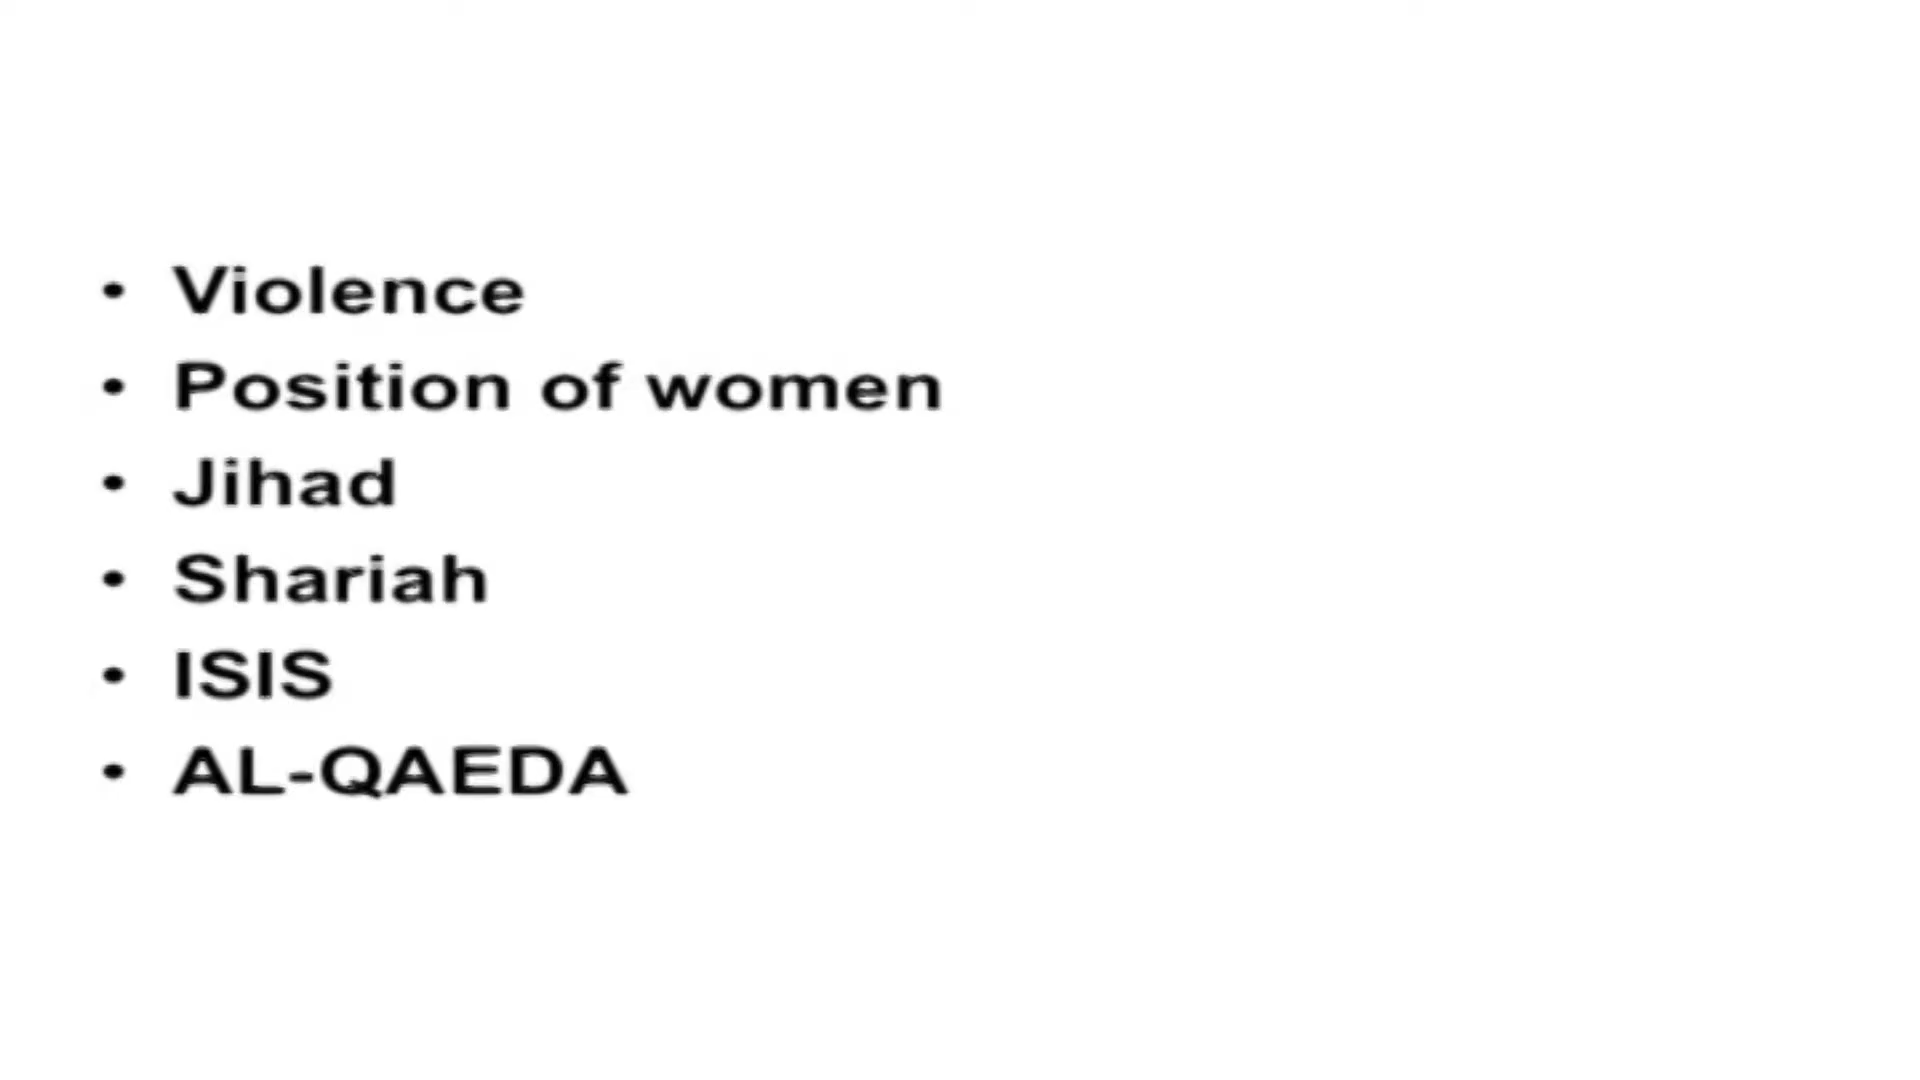 • Violence
• Position of women
• Jihad
• Shariah
• ISIS
• AL-QAEDA